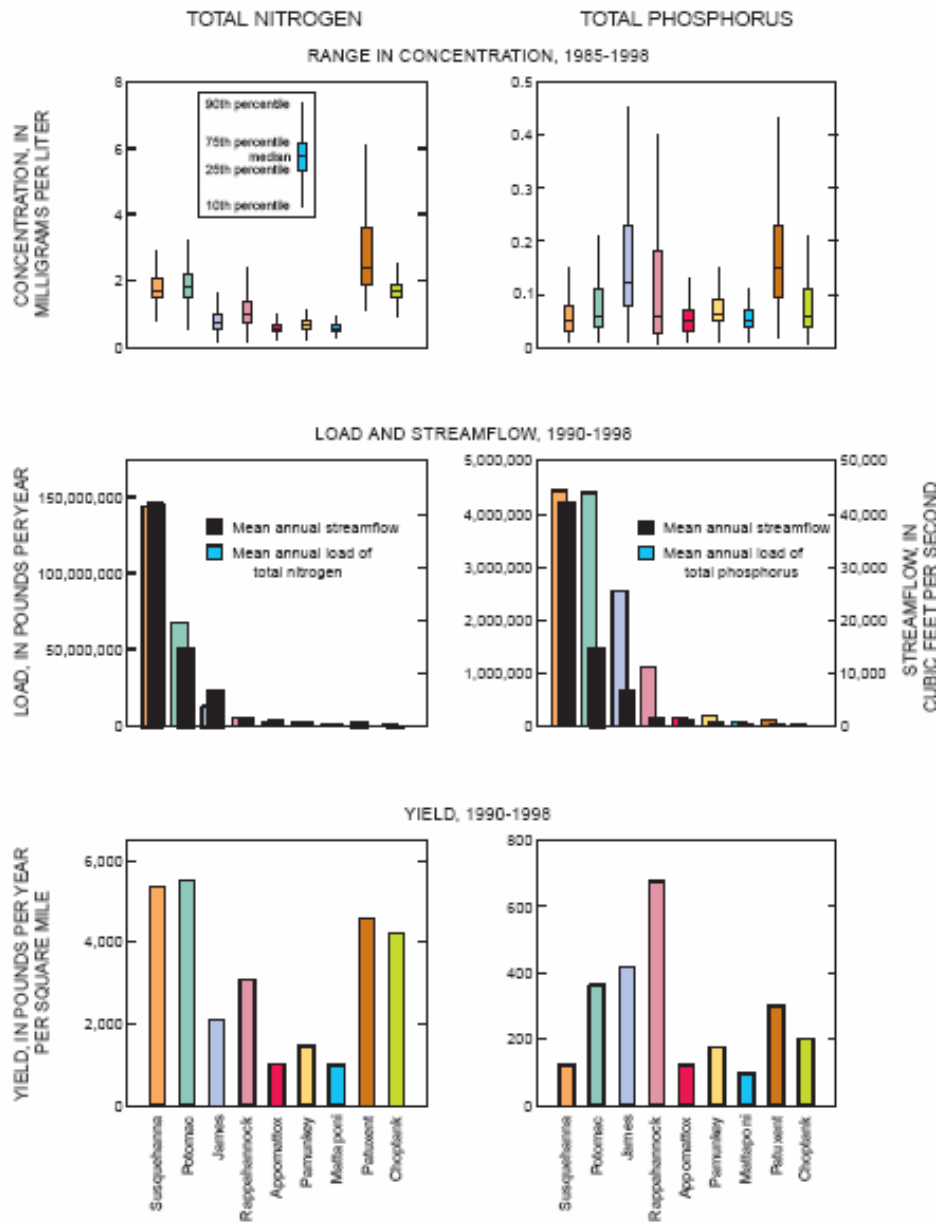 TOTAL NITROGEN
TOTAL PHOSPHORUS
RANGE IN CONCENTRATION, 1985-1998
CONCENTRATION, IN
MILLIGRAMS PER LITER
8
6
4
2
0
90th percentile
75th percentile
median
25th percentile
10th percentile
0.5
0.4
0.3
0.2
0.1
0
LOAD AND STREAMFLOW, 1990-1998
LOAD, IN POUNDS PER YEAR
150,000,000
100,000,000
50,000,000
0
Mean annual streamflow
Mean annual load of
total nitrogen
5,000,000
4,000,000
3,000,000
2,000,000
1,000,000
0
Mean annual streamflow
Mean annual load of
total phosphorus
50,000
40,000
30,000
20,000
10,000
0
STREAMFLOW, IN
CUBIC FEET PER SECOND
YIELD, 1990-1998
YIELD, IN POUNDS PER YEAR
PER SQUARE MILE
6,000
4,000
2,000
0
800
600
400
200
0
Susquehanna
Potomac
James
Rappahannock
Appomattox
Pamunkey
Mattaponi
Patuxent
Choptank
Susquehanna
Potomac
James
Rappahannock
Appomattox
Pamunkey
Mattaponi
Patuxent
Choptank